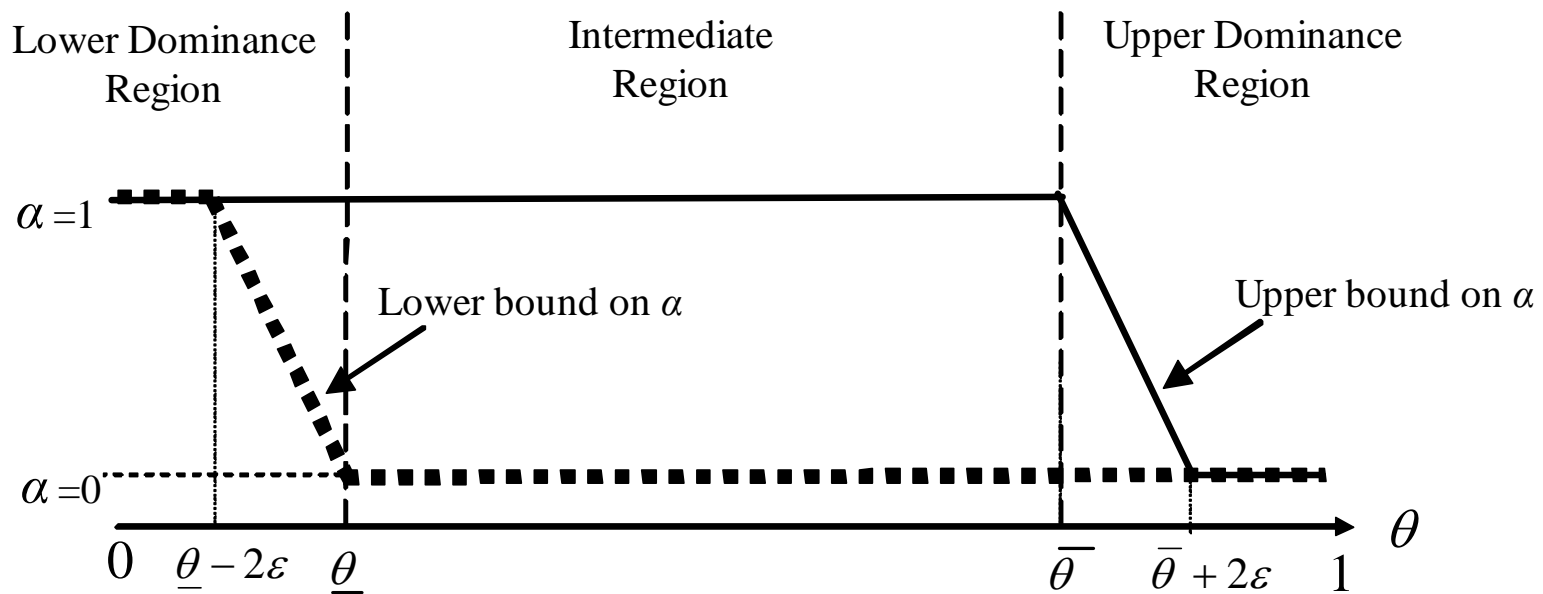 Lower Dominance
Region
Intermediate
Region
Upper Dominance
Region
α =1
Lower bound on α
Upper bound on α
α =0
0 θ̲ − 2ε θ̲ θ̅ θ̅ + 2ε 1 θ